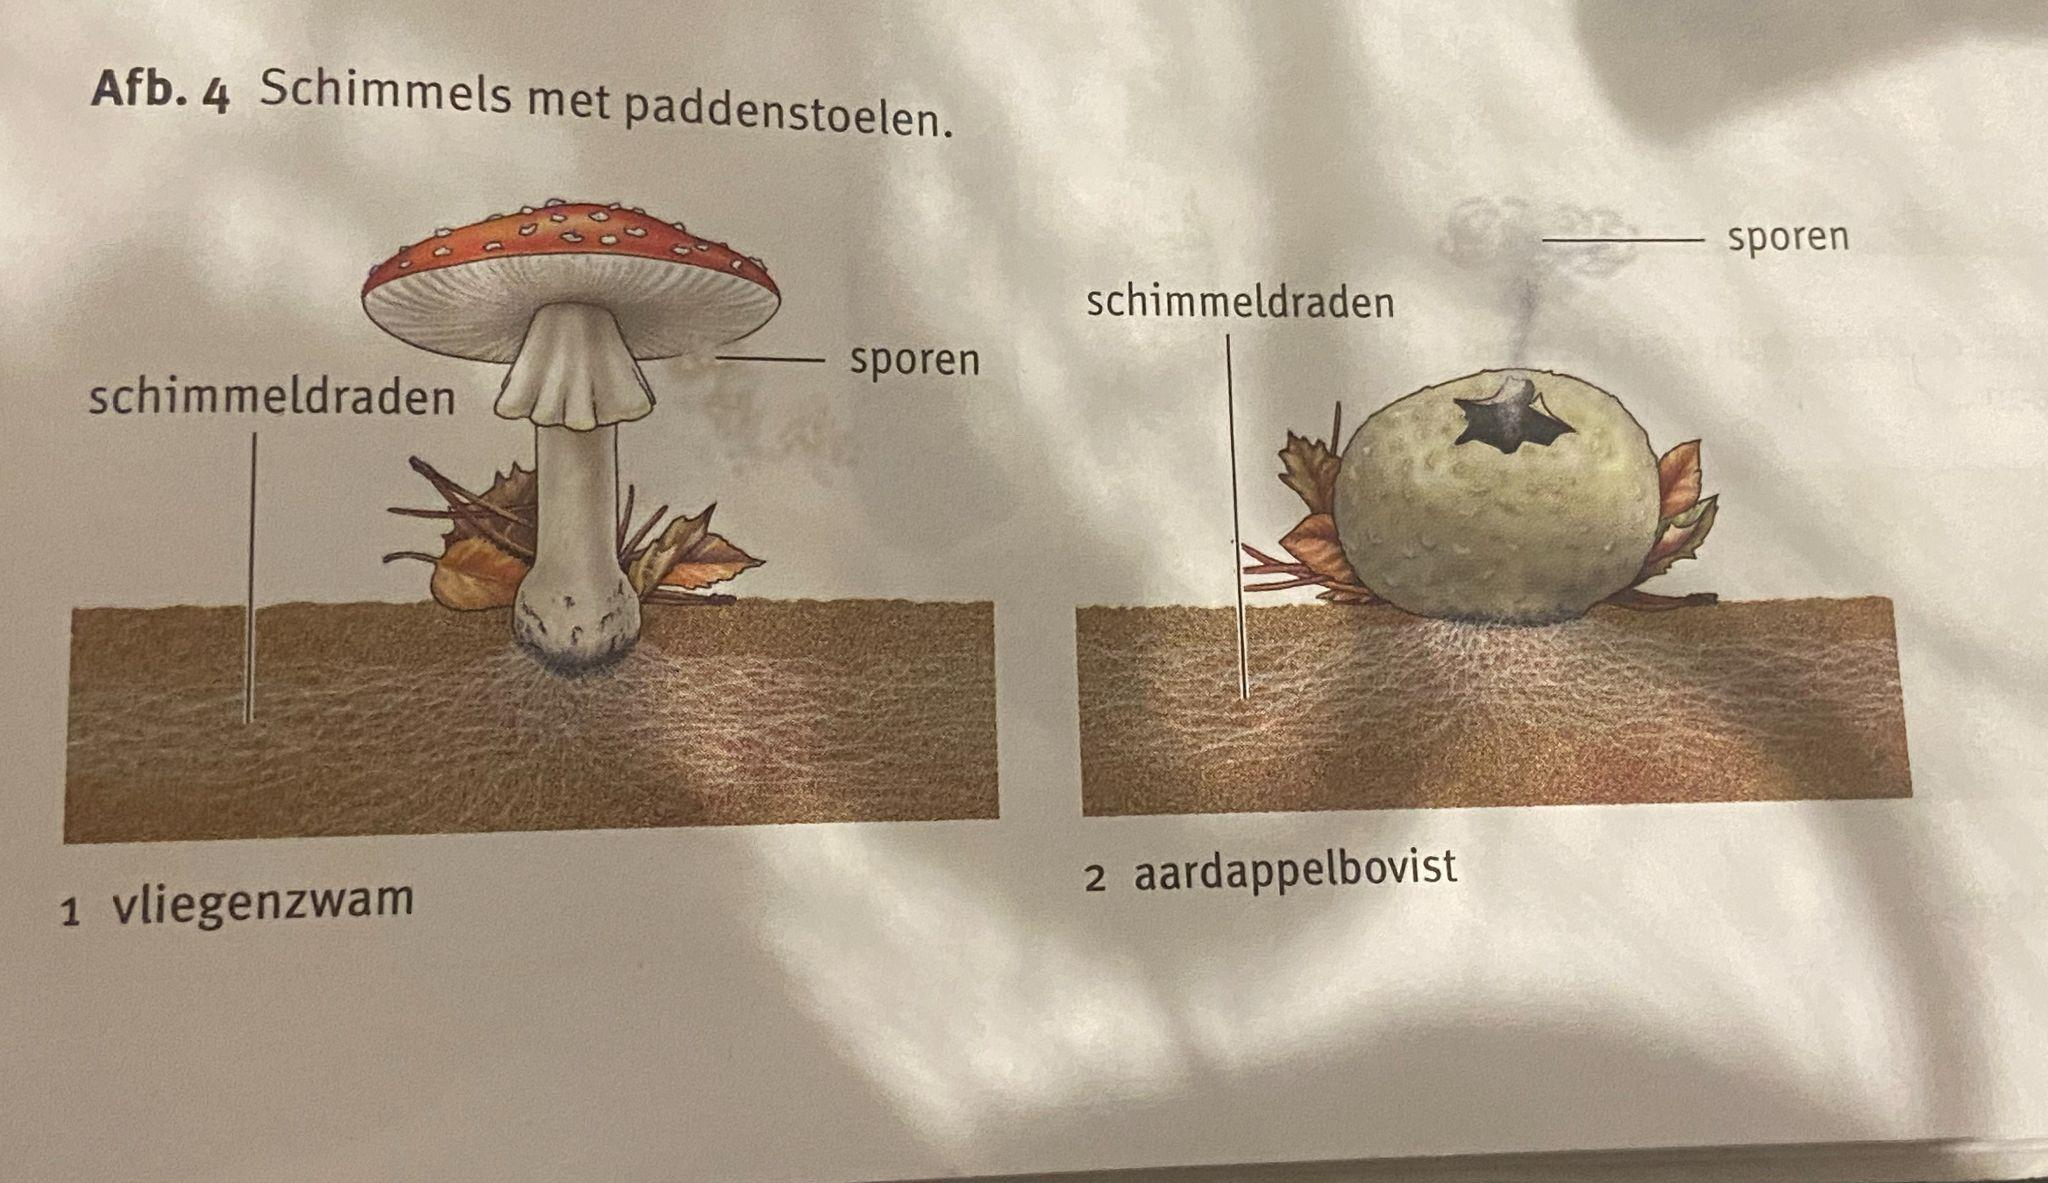 Afb. 4 Schimmels met paddenstoelen.
schimmeldraden
sporen
1 vliegenzwam
schimmeldraden
sporen
2 aardappelbovist